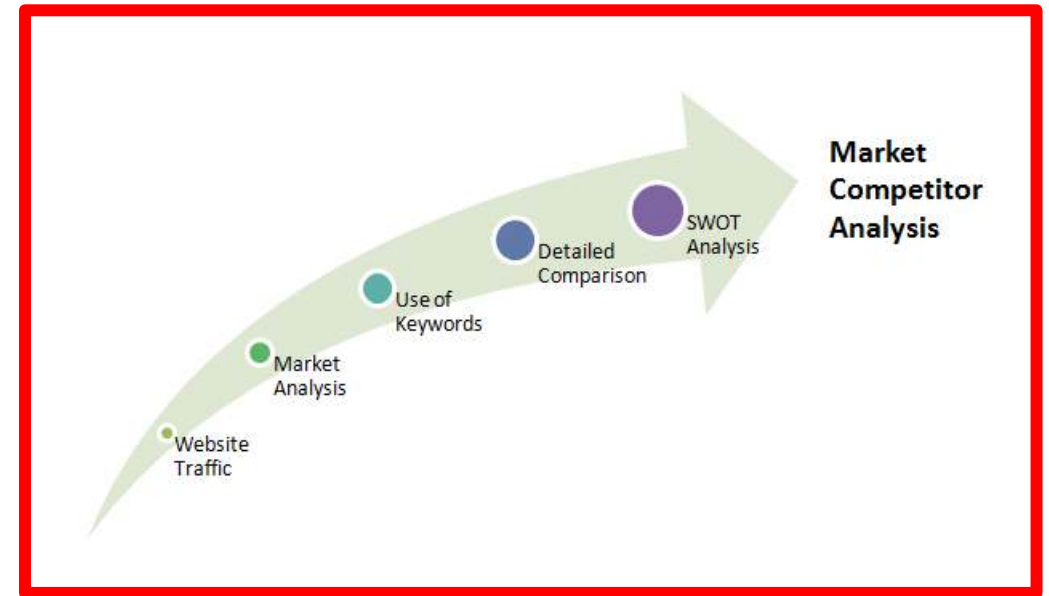 Market
Competitor
Analysis
SWOT
Analysis
Detailed
Comparison
Use of
Keywords
Market
Analysis
Website
Traffic